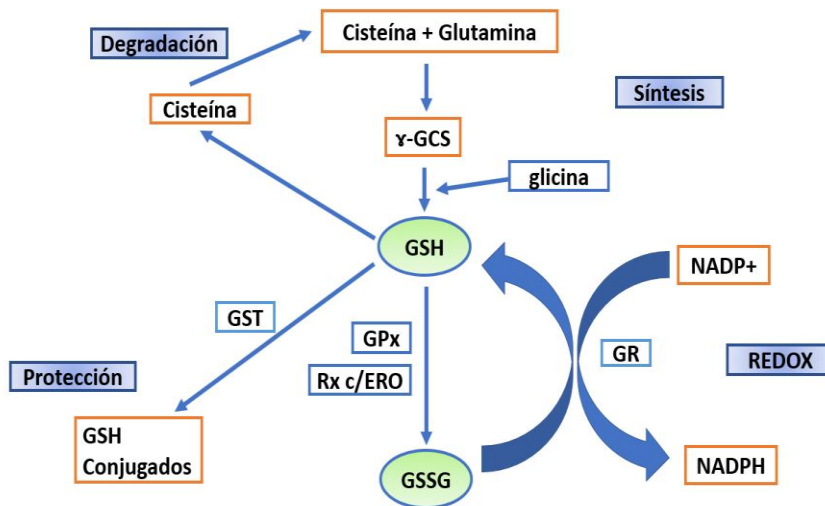 Degradación
Cisteína + Glutamina
Cisteína
Síntesis
ɤ-GCS
glicina
GSH
NADP+
GST
GPx
GR
REDOX
Protección
Rx c/ERO
GSH
Conjugados
GSSG
NADPH